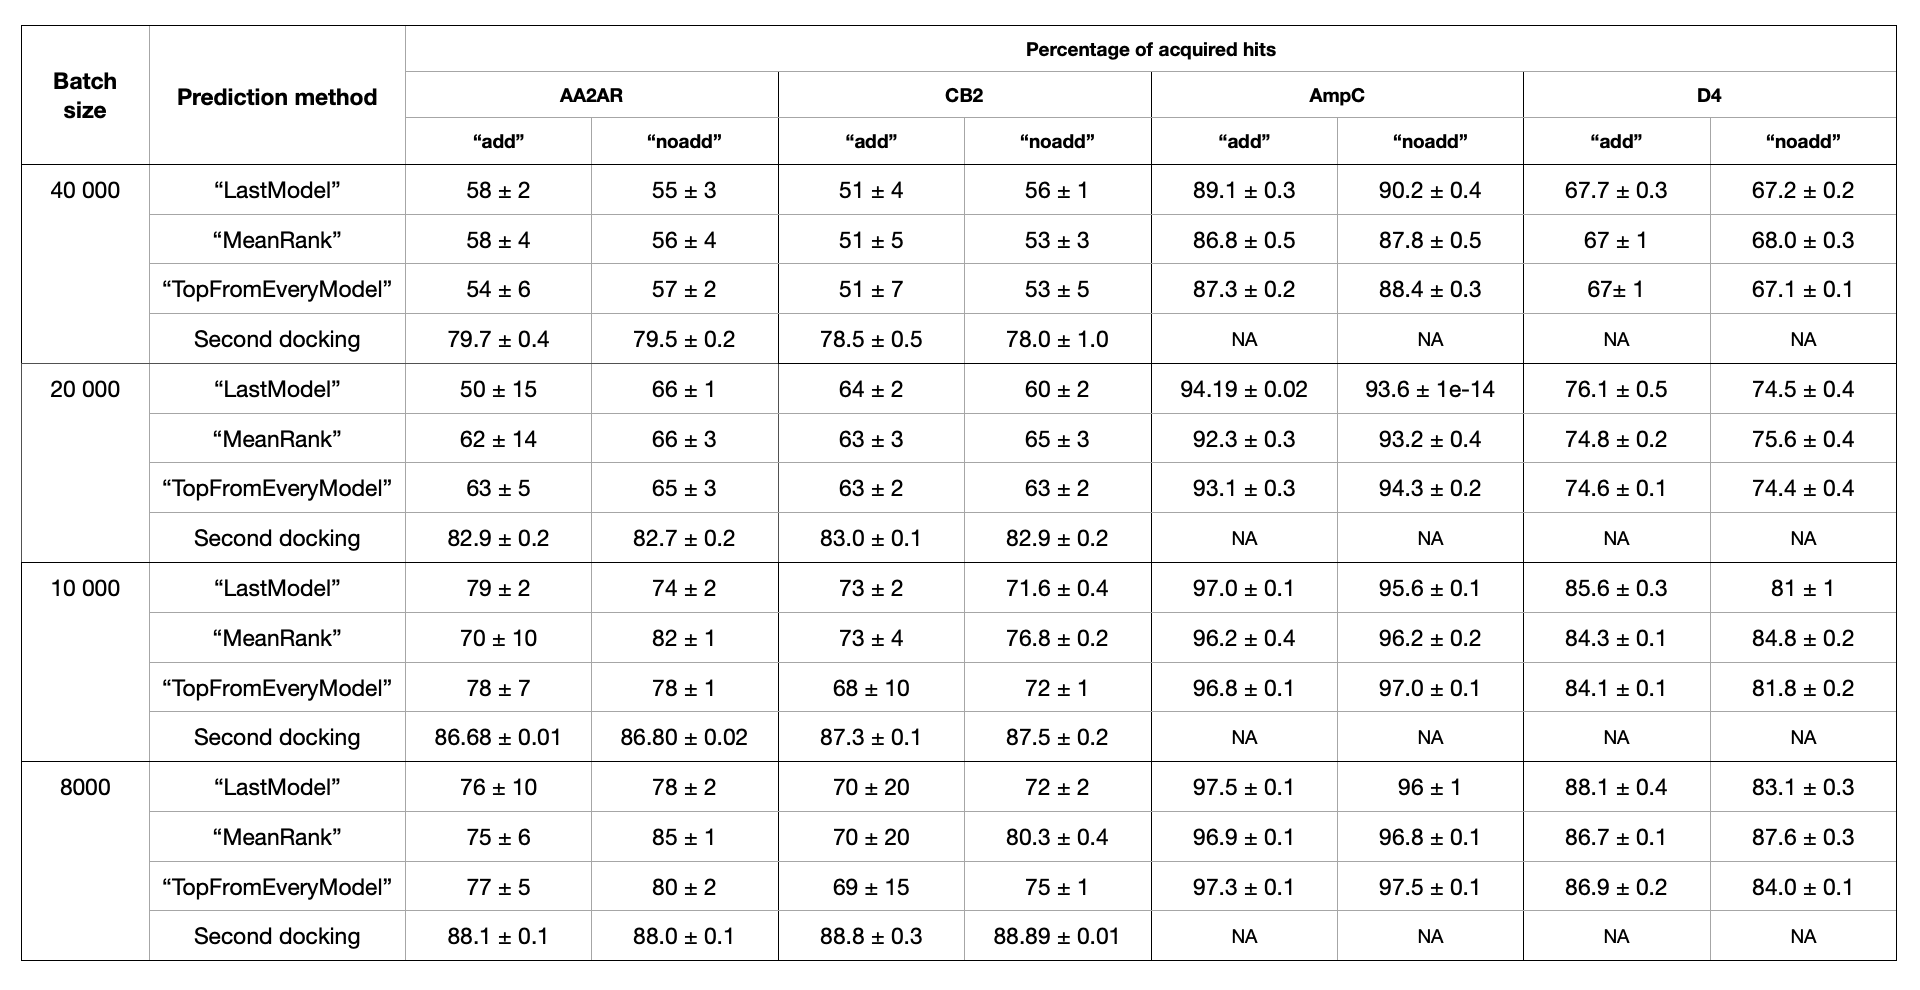 Batch size Prediction method Percentage of acquired hits
AA2AR CB2 AmpC D4
“add” “noadd” “add” “noadd” “add” “noadd” “add” “noadd”
40 000 “LastModel” 58 ± 2 55 ± 3 51 ± 4 56 ± 1 89.1 ± 0.3 90.2 ± 0.4 67.7 ± 0.3 67.2 ± 0.2
“MeanRank” 58 ± 4 56 ± 4 51 ± 5 53 ± 3 86.8 ± 0.5 87.8 ± 0.5 67 ± 1 68.0 ± 0.3
“TopFromEveryModel” 54 ± 6 57 ± 2 51 ± 7 53 ± 5 87.3 ± 0.2 88.4 ± 0.3 67± 1 67.1 ± 0.1
Second docking 79.7 ± 0.4 79.5 ± 0.2 78.5 ± 0.5 78.0 ± 1.0 NA NA NA NA
20 000 “LastModel” 50 ± 15 66 ± 1 64 ± 2 60 ± 2 94.19 ± 0.02 93.6 ± 1e-14 76.1 ± 0.5 74.5 ± 0.4
“MeanRank” 62 ± 14 66 ± 3 63 ± 3 65 ± 3 92.3 ± 0.3 93.2 ± 0.4 74.8 ± 0.2 75.6 ± 0.4
“TopFromEveryModel” 63 ± 5 65 ± 3 63 ± 2 63 ± 2 93.1 ± 0.3 94.3 ± 0.2 74.6 ± 0.1 74.4 ± 0.4
Second docking 82.9 ± 0.2 82.7 ± 0.2 83.0 ± 0.1 82.9 ± 0.2 NA NA NA NA
10 000 “LastModel” 79 ± 2 74 ± 2 73 ± 2 71.6 ± 0.4 97.0 ± 0.1 95.6 ± 0.1 85.6 ± 0.3 81 ± 1
“MeanRank” 70 ± 10 82 ± 1 73 ± 4 76.8 ± 0.2 96.2 ± 0.4 96.2 ± 0.2 84.3 ± 0.1 84.8 ± 0.2
“TopFromEveryModel” 78 ± 7 78 ± 1 68 ± 10 72 ± 1 96.8 ± 0.1 97.0 ± 0.1 84.1 ± 0.1 81.8 ± 0.2
Second docking 86.68 ± 0.01 86.80 ± 0.02 87.3 ± 0.1 87.5 ± 0.2 NA NA NA NA
8000 “LastModel” 76 ± 10 78 ± 2 70 ± 20 72 ± 2 97.5 ± 0.1 96 ± 1 88.1 ± 0.4 83.1 ± 0.3
“MeanRank” 75 ± 6 85 ± 1 70 ± 20 80.3 ± 0.4 96.9 ± 0.1 96.8 ± 0.1 86.7 ± 0.1 87.6 ± 0.3
“TopFromEveryModel” 77 ± 5 80 ± 2 69 ± 15 75 ± 1 97.3 ± 0.1 97.5 ± 0.1 86.9 ± 0.2 84.0 ± 0.1
Second docking 88.1 ± 0.1 88.0 ± 0.1 88.8 ± 0.3 88.89 ± 0.01 NA NA NA NA